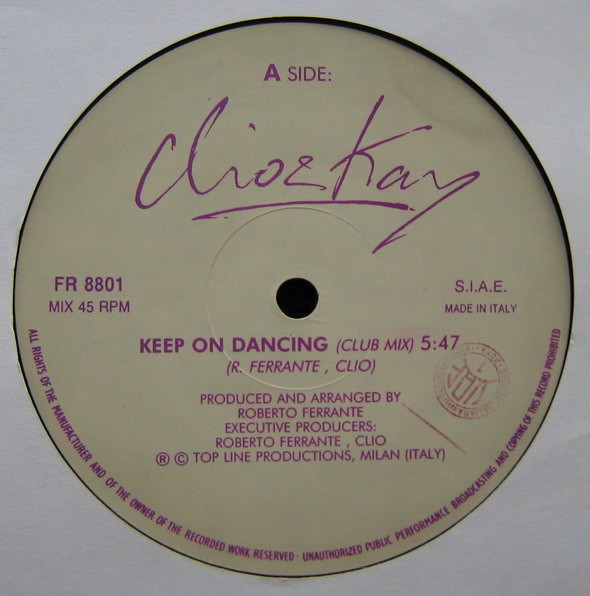 A SIDE:
Clio & Kay
FR 8801
MIX 45 RPM
S.I.A.E.
MADE IN ITALY
KEEP ON DANCING (CLUB MIX) 5:47
(R. FERRANTE , CLIO)
PRODUCED AND ARRANGED BY
ROBERTO FERRANTE
EXECUTIVE PRODUCERS:
ROBERTO FERRANTE , CLIO
® © TOP LINE PRODUCTIONS, MILAN (ITALY)
ALL RIGHTS OF THE MANUFACTURER AND OF THE OWNER OF THE RECORDED WORK RESERVED · UNAUTHORIZED PUBLIC PERFORMANCE BROADCASTING AND COPYING OF THIS RECORD PROHIBITED